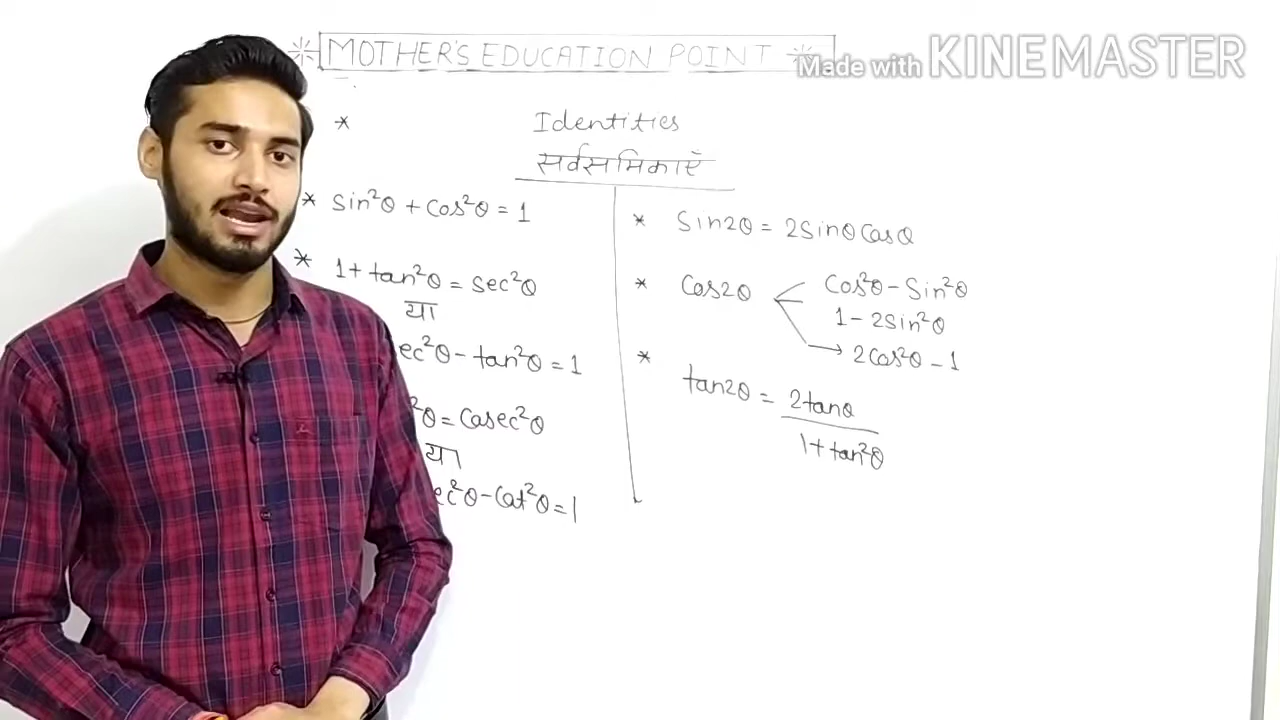 MOTHER'S EDUCATION POINT
Made with KINEMASTER
Identities
सर्वसमिकाएँ
* sin²θ + cos²θ = 1
* 1 + tan²θ = sec²θ
या
ec²θ - tan²θ = 1
²θ = Cosec²θ
या
ec²θ - Cot²θ = 1
* Sin2θ = 2Sinθ Cosθ
* Cos2θ
Cos²θ - Sin²θ
1 - 2Sin²θ
→ 2Cos²θ - 1
* tan2θ = 2tanθ
1 + tan²θ